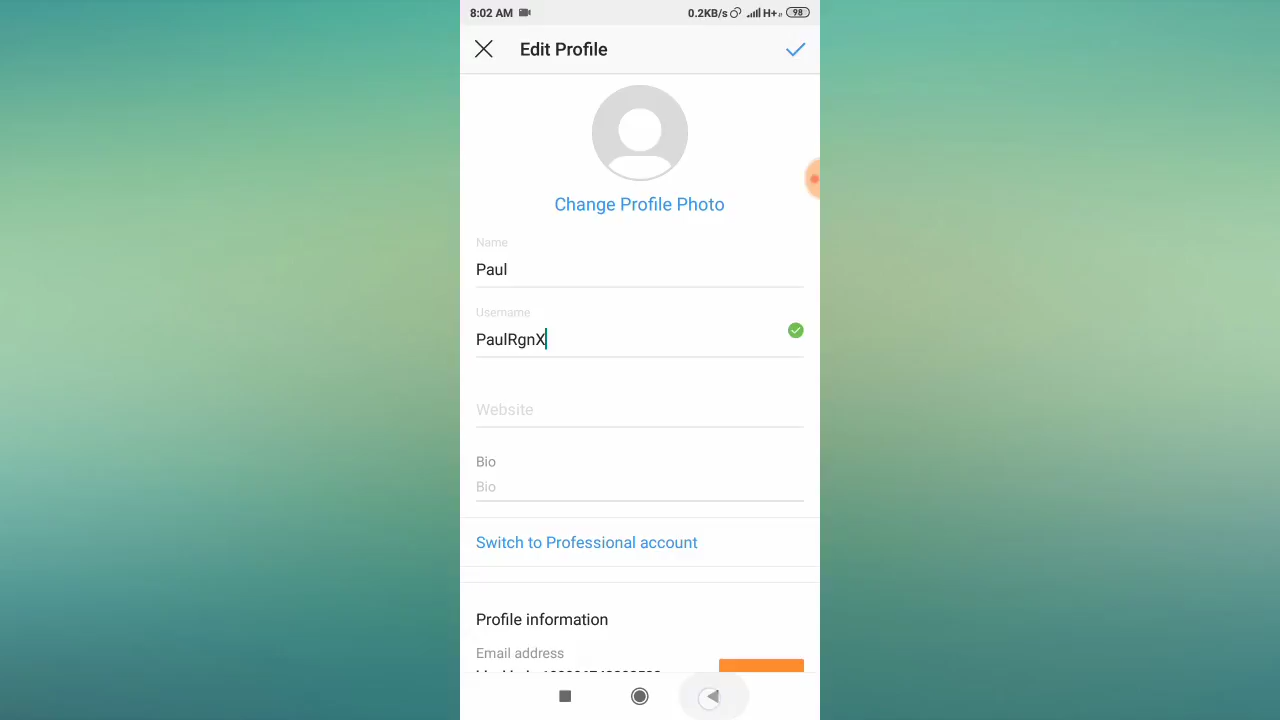 8:02 AM 0.2KB/s H+ 98
Edit Profile
Change Profile Photo
Name
Paul
Username
PaulRgnX
Website
Bio
Bio
Switch to Professional account
Profile information
Email address